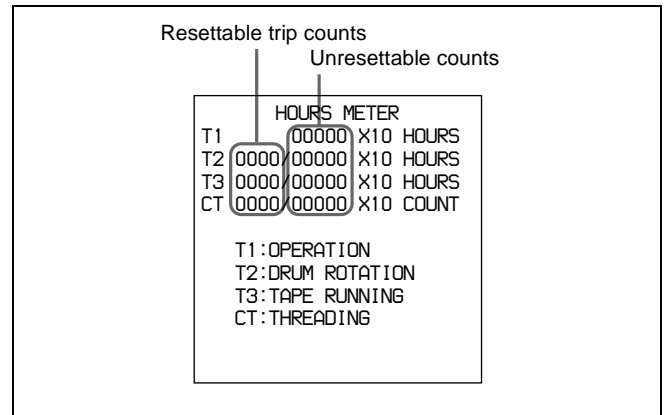 Resettable trip counts
Unresettable counts
HOURS METER
T1 00000 X10 HOURS
T2 0000/00000 X10 HOURS
T3 0000/00000 X10 HOURS
CT 0000/00000 X10 COUNT
T1:OPERATION
T2:DRUM ROTATION
T3:TAPE RUNNING
CT:THREADING